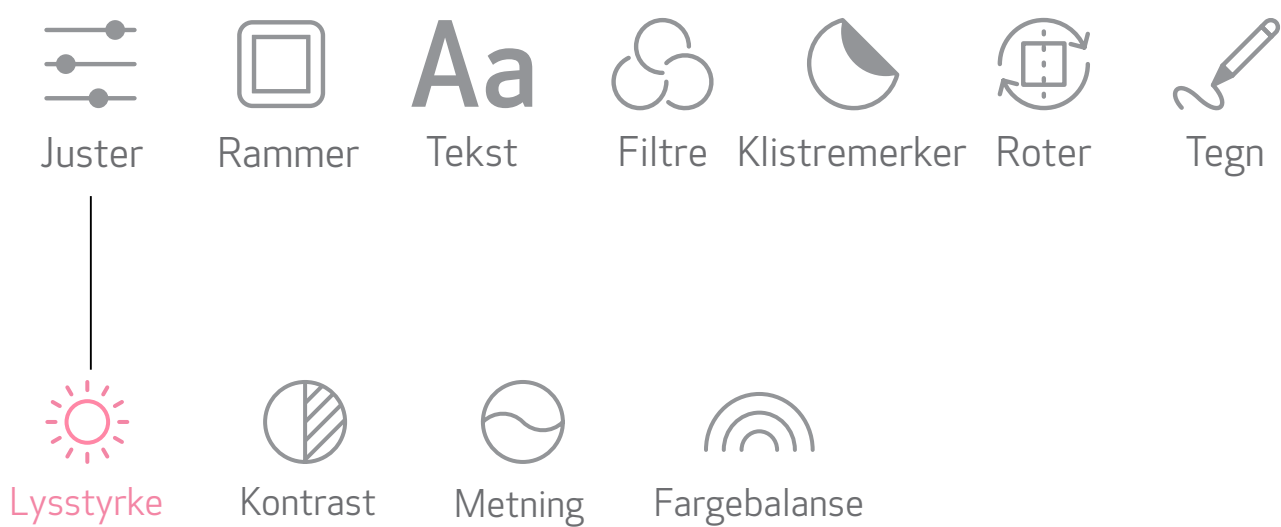 Aa
Juster Rammer Tekst Filtre Klistremerker Roter Tegn
Lysstyrke Kontrast Metning Fargebalanse